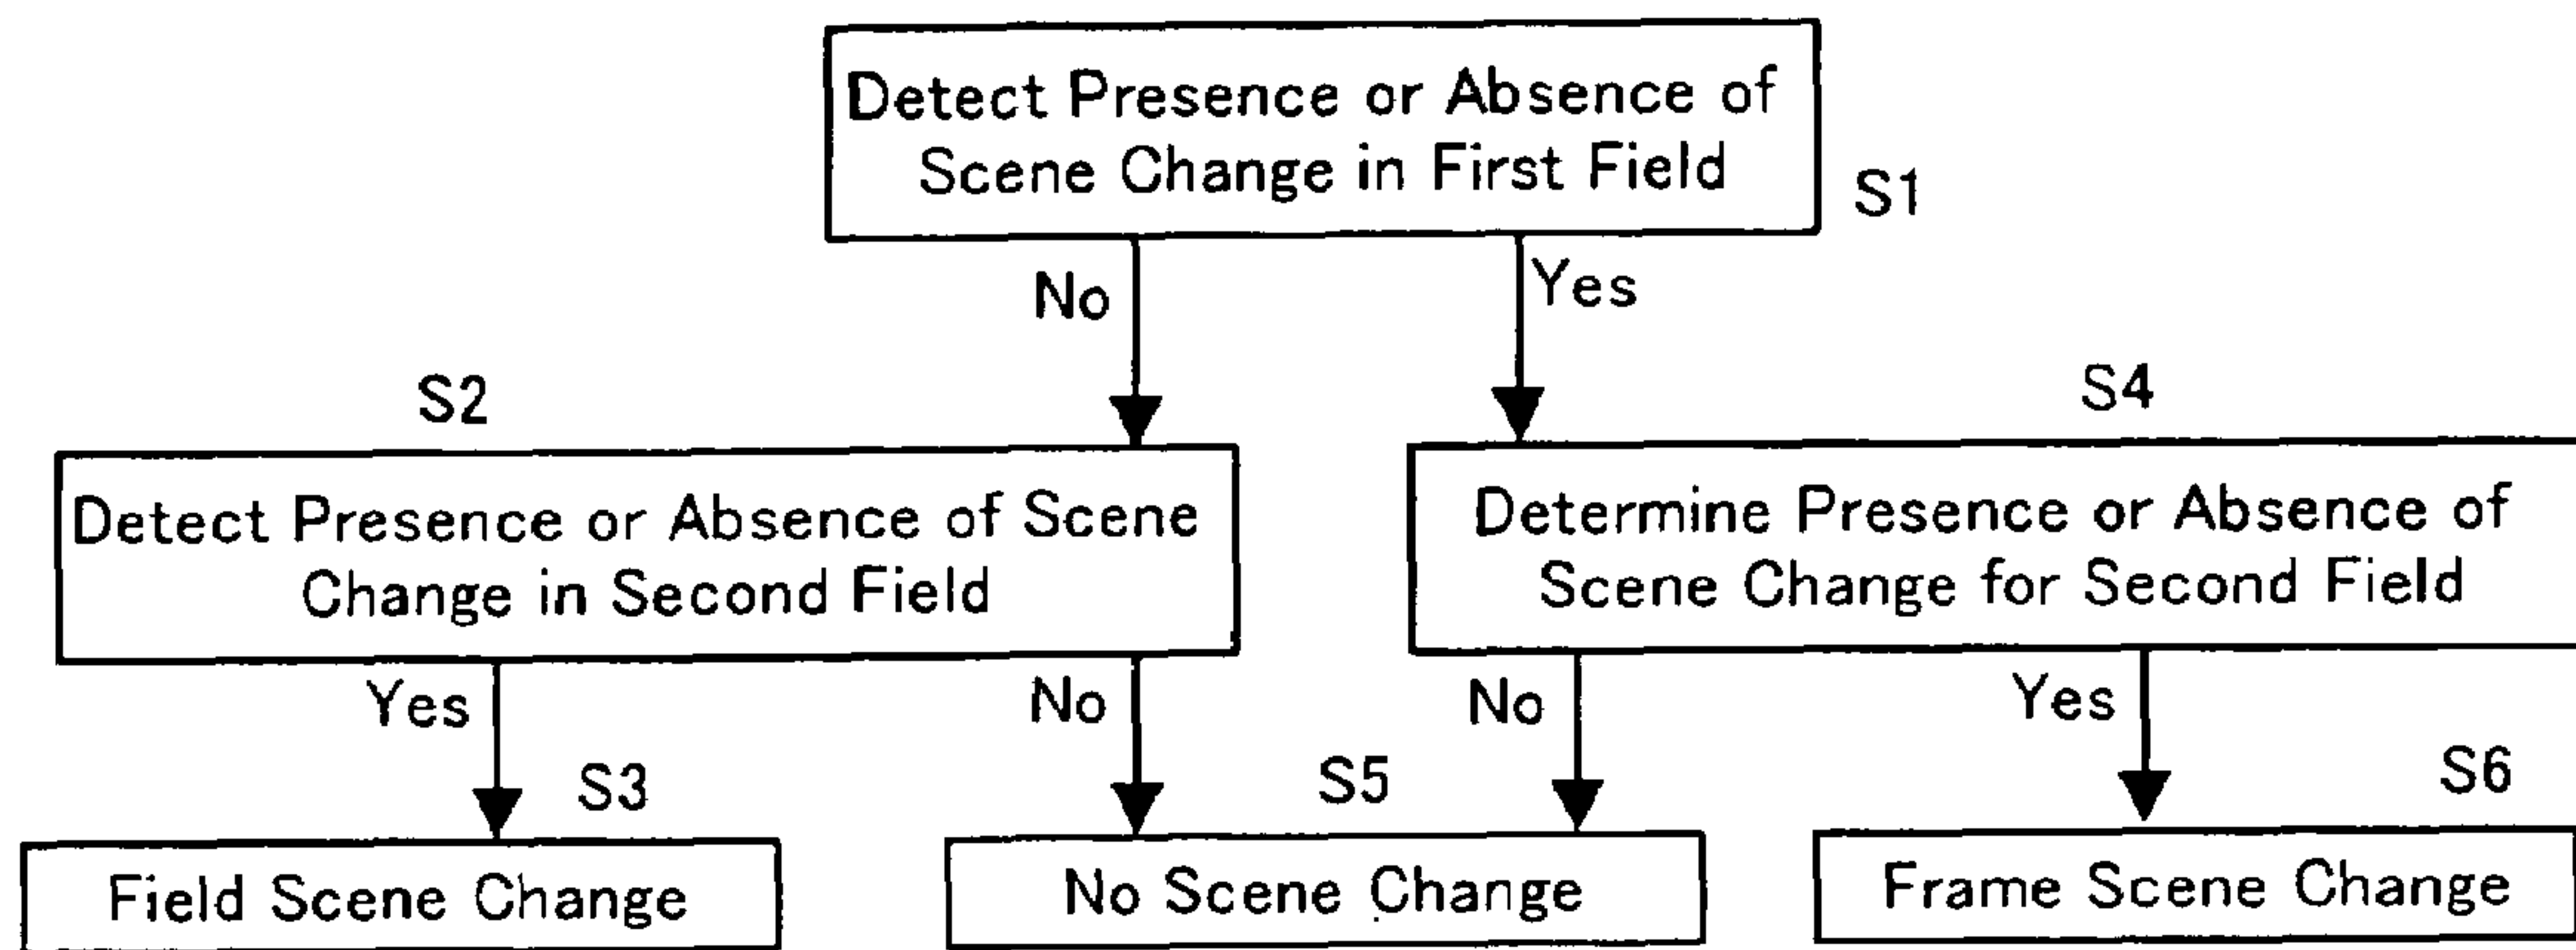 Detect Presence or Absence of
Scene Change in First Field
S1
No
Yes
S2
S4
Detect Presence or Absence of Scene
Change in Second Field
Determine Presence or Absence of
Scene Change for Second Field
Yes
No
No
Yes
S3
S5
S6
Field Scene Change
No Scene Change
Frame Scene Change